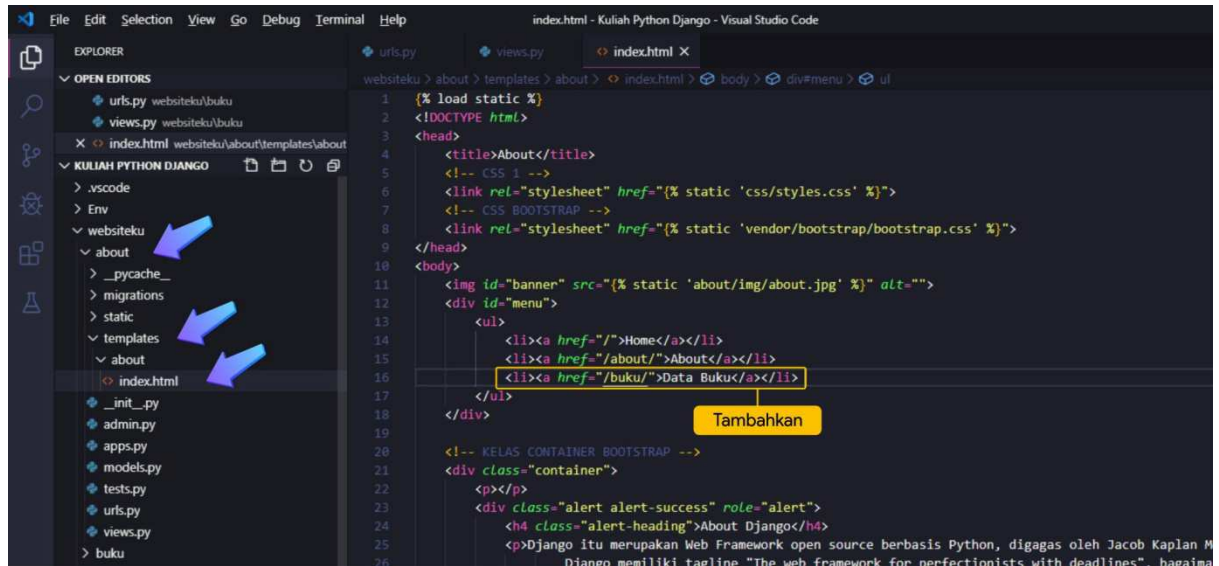 File Edit Selection View Go Debug Terminal Help index.html - Kuliah Python Django - Visual Studio Code
EXPLORER
OPEN EDITORS
urls.py websiteku\buku
views.py websiteku\buku
index.html websiteku\about\templates\about
KULIAH PYTHON DJANGO
.vscode
Env
websiteku
about
__pycache__
migrations
static
templates
about
index.html
__init__.py
admin.py
apps.py
models.py
tests.py
urls.py
views.py
buku
urls.py views.py index.html
websiteku > about > templates > about > index.html > body > div#menu > ul
1 {% load static %}
2 <!DOCTYPE html>
3 <head>
4 <title>About</title>
5 <!-- CSS 1 -->
6 <link rel="stylesheet" href="{% static 'css/styles.css' %}">
7 <!-- CSS BOOTSTRAP -->
8 <link rel="stylesheet" href="{% static 'vendor/bootstrap/bootstrap.css' %}">
9 </head>
10 <body>
11 <img id="banner" src="{% static 'about/img/about.jpg' %}" alt="">
12 <div id="menu">
13 <ul>
14 <li><a href="/">Home</a></li>
15 <li><a href="/about/">About</a></li>
16 <li><a href="/buku/">Data Buku</a></li>
17 </ul>
18 </div>
Tambahkan
19
20 <!-- KELAS CONTAINER BOOTSTRAP -->
21 <div class="container">
22 <p></p>
23 <div class="alert alert-success" role="alert">
24 <h4 class="alert-heading">About Django</h4>
25 <p>Django itu merupakan Web Framework open source berbasis Python, digagas oleh Jacob Kaplan M
26 Django memiliki tagline "The web framework for perfectionists with deadlines", bagaima